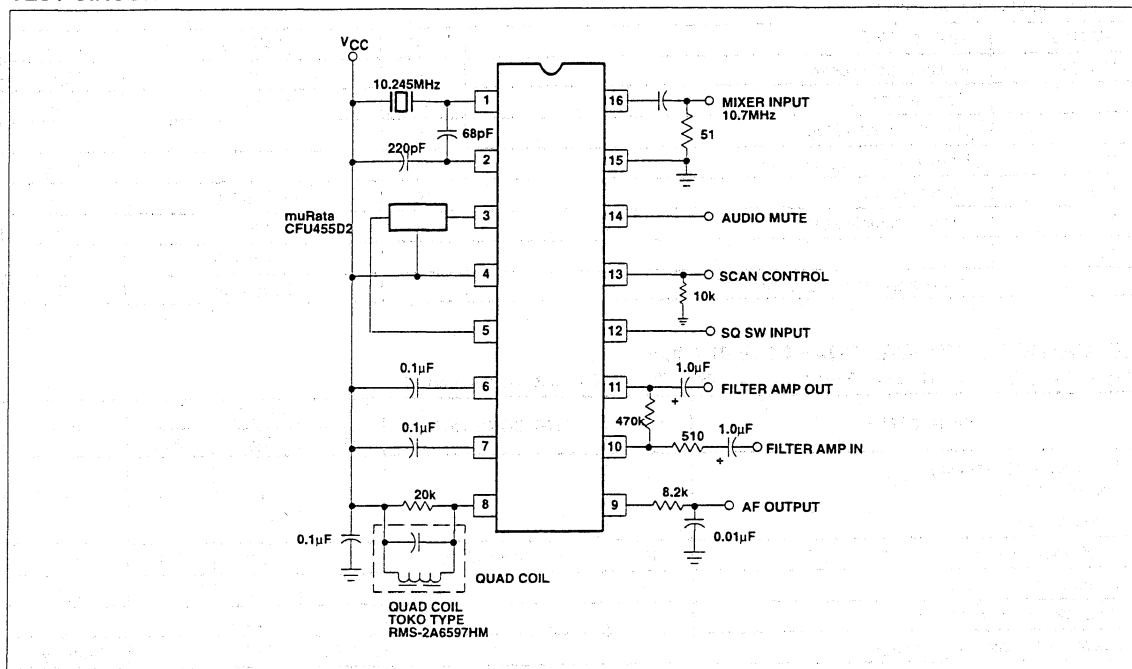 VCC
10.245MHz
1
16
MIXER INPUT
10.7MHz
68pF
51
220pF
2
15
muRata
CFU455D2
3
14
AUDIO MUTE
4
13
SCAN CONTROL
10k
5
12
SQ SW INPUT
0.1µF
6
11
1.0µF
+
FILTER AMP OUT
470k
0.1µF
7
10
510
1.0µF
+
FILTER AMP IN
20k
8
9
8.2k
AF OUTPUT
0.1µF
0.01µF
QUAD COIL
QUAD COIL
TOKO TYPE
RMS-2A6597HM